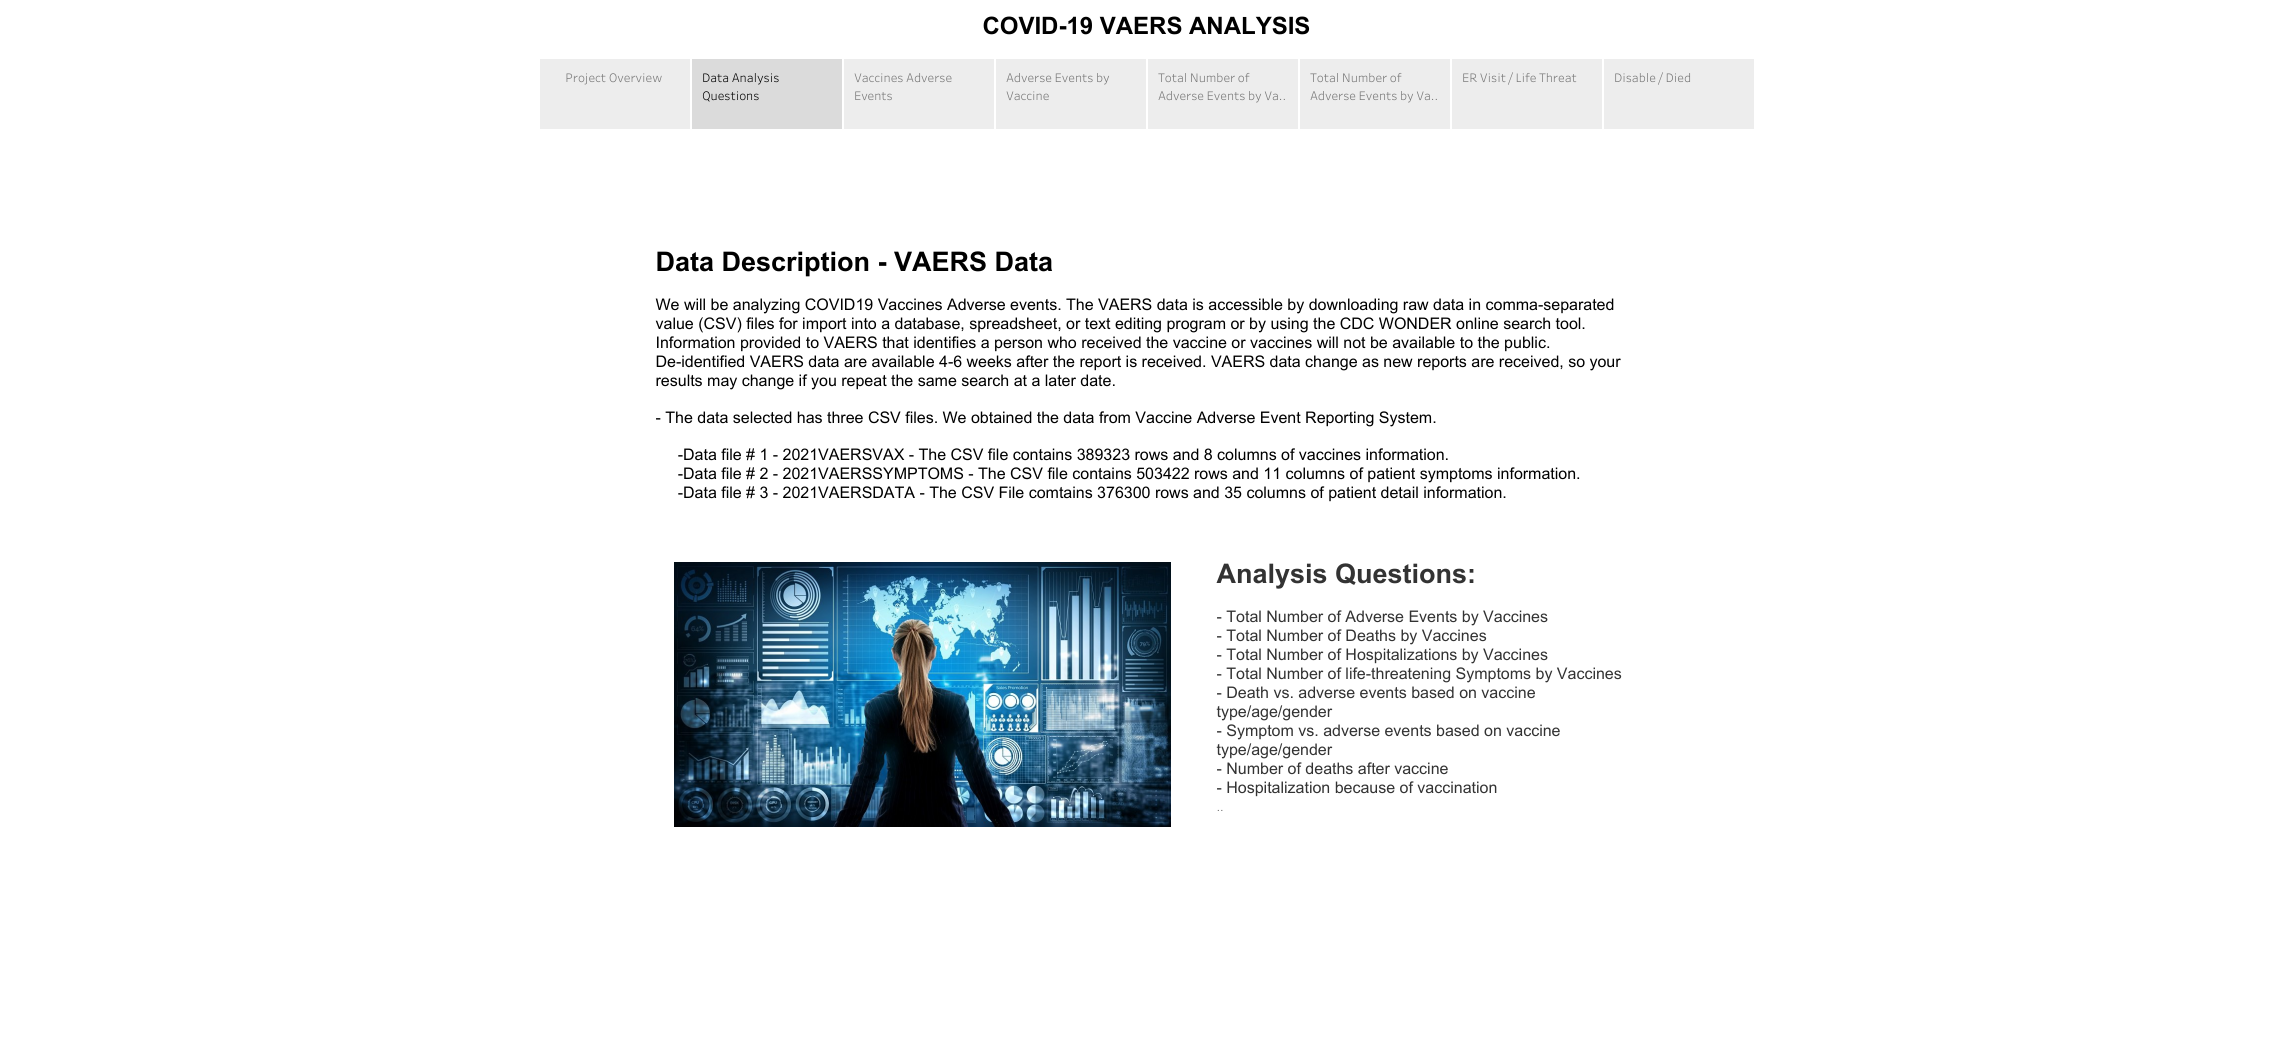 COVID-19 VAERS ANALYSIS
Project Overview
Data Analysis
Questions
Vaccines Adverse
Events
Adverse Events by
Vaccine
Total Number of
Adverse Events by Va..
Total Number of
Adverse Events by Va..
ER Visit / Life Threat
Disable / Died
Data Description - VAERS Data
We will be analyzing COVID19 Vaccines Adverse events. The VAERS data is accessible by downloading raw data in comma-separated
value (CSV) files for import into a database, spreadsheet, or text editing program or by using the CDC WONDER online search tool.
Information provided to VAERS that identifies a person who received the vaccine or vaccines will not be available to the public.
De-identified VAERS data are available 4-6 weeks after the report is received. VAERS data change as new reports are received, so your
results may change if you repeat the same search at a later date.
- The data selected has three CSV files. We obtained the data from Vaccine Adverse Event Reporting System.
-Data file # 1 - 2021VAERSVAX - The CSV file contains 389323 rows and 8 columns of vaccines information.
-Data file # 2 - 2021VAERSSYMPTOMS - The CSV file contains 503422 rows and 11 columns of patient symptoms information.
-Data file # 3 - 2021VAERSDATA - The CSV File comtains 376300 rows and 35 columns of patient detail information.
Sales Promotion
Analysis Questions:
- Total Number of Adverse Events by Vaccines
- Total Number of Deaths by Vaccines
- Total Number of Hospitalizations by Vaccines
- Total Number of life-threatening Symptoms by Vaccines
- Death vs. adverse events based on vaccine
type/age/gender
- Symptom vs. adverse events based on vaccine
type/age/gender
- Number of deaths after vaccine
- Hospitalization because of vaccination
..